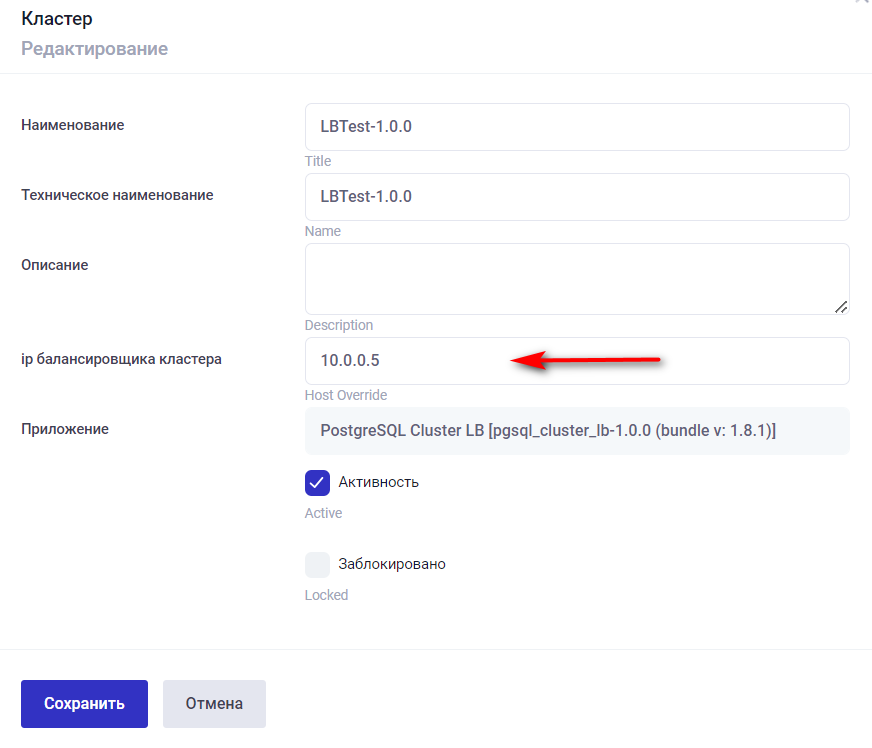 Кластер
Редактирование
Наименование
LBTest-1.0.0
Title
Техническое наименование
LBTest-1.0.0
Name
Описание
Description
ip балансировщика кластера
10.0.0.5
Host Override
Приложение
PostgreSQL Cluster LB [pgsql_cluster_lb-1.0.0 (bundle v: 1.8.1)]
Активность
Active
Заблокировано
Locked
Сохранить
Отмена